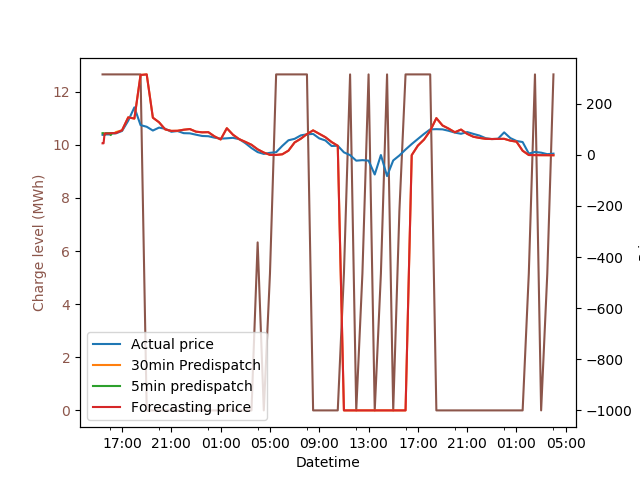 12
10
8
6
4
2
0
Charge level (MWh)
200
0
−200
−400
−600
−800
−1000
Actual price
30min Predispatch
5min predispatch
Forecasting price
17:00 21:00 01:00 05:00 09:00 13:00 17:00 21:00 01:00 05:00
Datetime